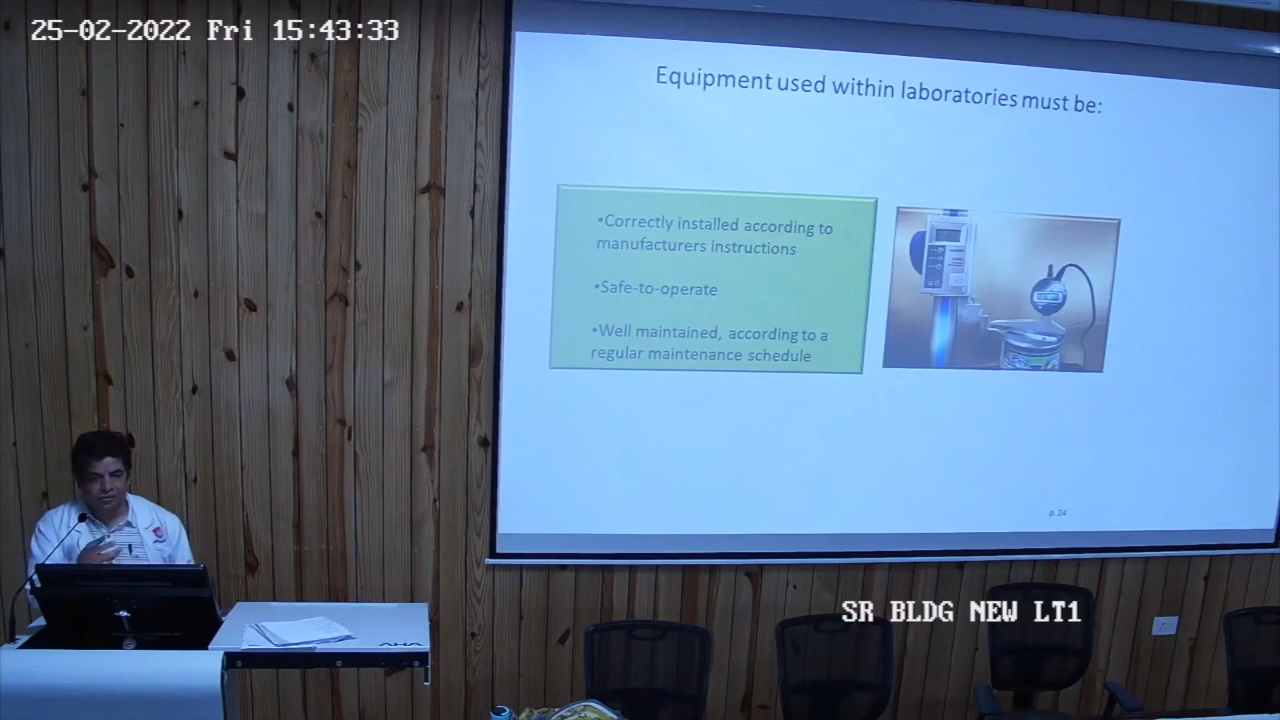 25-02-2022 Fri 15:43:33
Equipment used within laboratories must be:
•Correctly installed according to
manufacturers instructions
•Safe-to-operate
•Well maintained, according to a
regular maintenance schedule
p. 24
SR BLDG NEW LT1